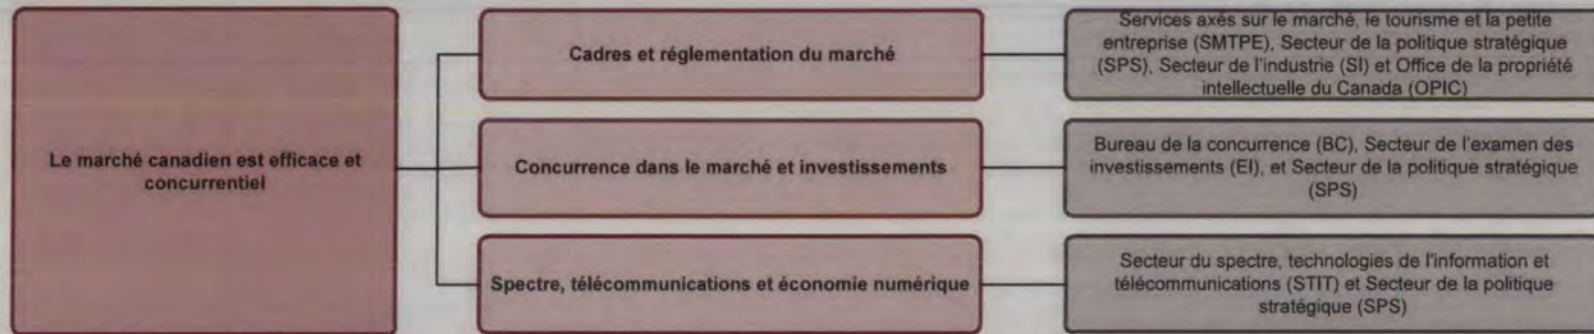 Le marché canadien est efficace et
concurrentiel
Cadres et réglementation du marché
Services axés sur le marché, le tourisme et la petite
entreprise (SMTPE), Secteur de la politique stratégique
(SPS), Secteur de l'industrie (SI) et Office de la propriété
intellectuelle du Canada (OPIC)
Concurrence dans le marché et investissements
Bureau de la concurrence (BC), Secteur de l'examen des
investissements (EI), et Secteur de la politique stratégique
(SPS)
Spectre, télécommunications et économie numérique
Secteur du spectre, technologies de l'information et
télécommunications (STIT) et Secteur de la politique
stratégique (SPS)